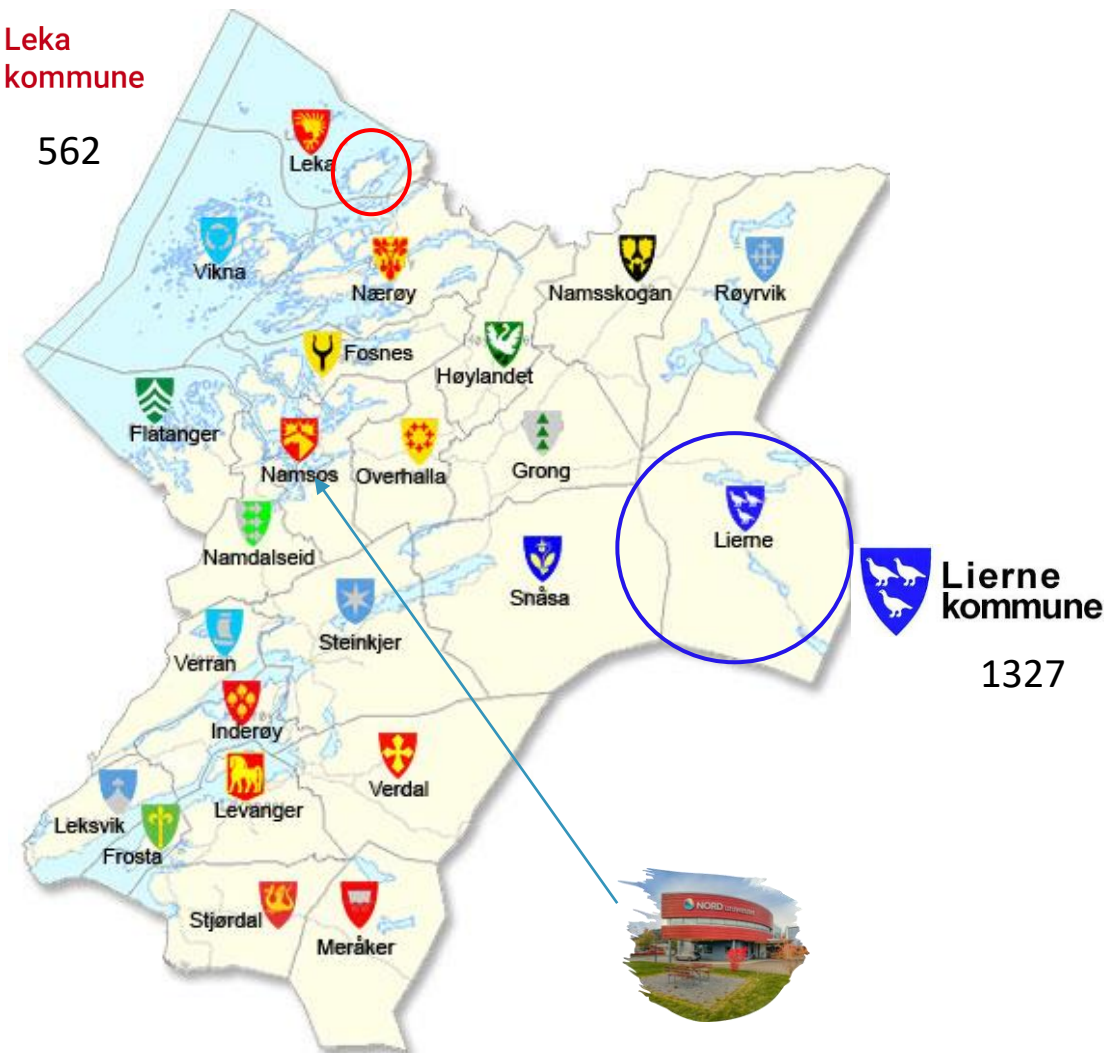 Leka
kommune
562
Leka
Vikna
Nærøy
Namsskogan
Røyrvik
Fosnes
Høylandet
Flatanger
Namsos
Overhalla
Grong
Lierne
Namdalseid
Snåsa
Lierne
kommune
Steinkjer
Verran
1327
Inderøy
Verdal
Levanger
Leksvik
Frosta
NORD universitet
Stjørdal
Meråker